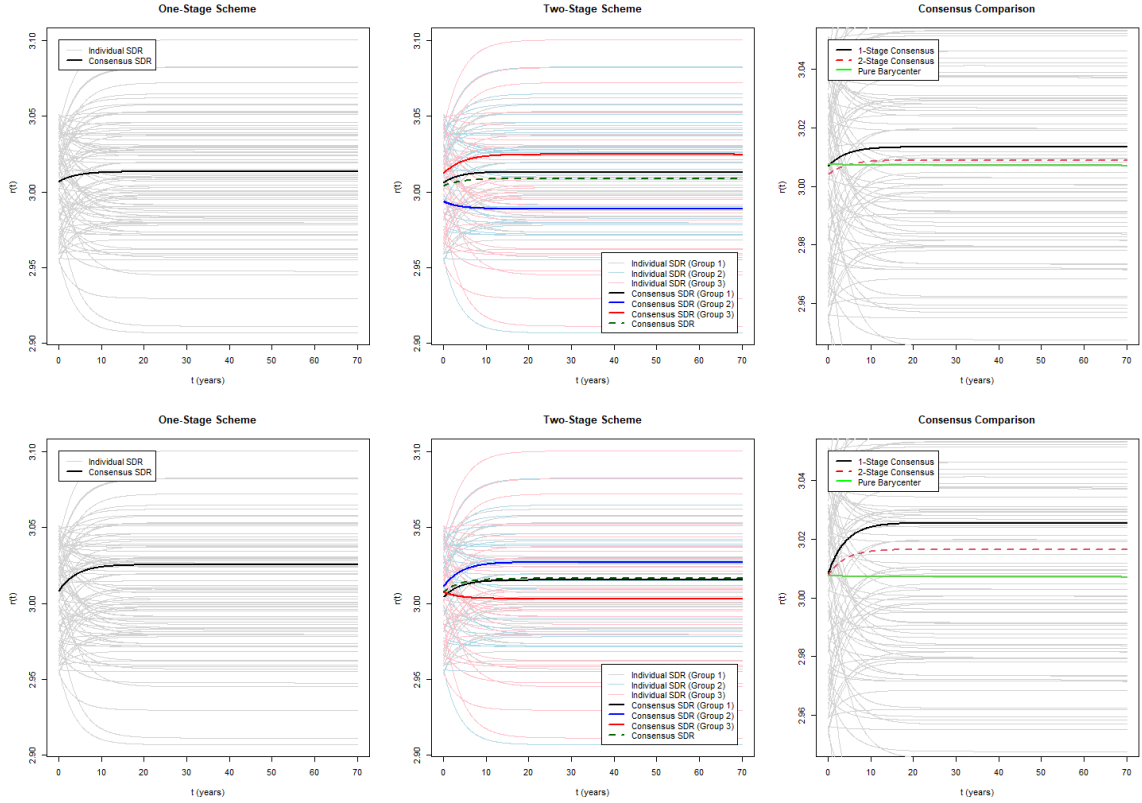 One-Stage Scheme
Individual SDR
Consensus SDR
3.10
3.05
3.00
2.95
2.90
r(t)
0 10 20 30 40 50 60 70
t (years)
Two-Stage Scheme
3.10
3.05
3.00
2.95
2.90
r(t)
Individual SDR (Group 1)
Individual SDR (Group 2)
Individual SDR (Group 3)
Consensus SDR (Group 1)
Consensus SDR (Group 2)
Consensus SDR (Group 3)
Consensus SDR
0 10 20 30 40 50 60 70
t (years)
Consensus Comparison
1-Stage Consensus
2-Stage Consensus
Pure Barycenter
3.04
3.02
3.00
2.98
2.96
r(t)
0 10 20 30 40 50 60 70
t (years)
One-Stage Scheme
Individual SDR
Consensus SDR
3.10
3.05
3.00
2.95
2.90
r(t)
0 10 20 30 40 50 60 70
t (years)
Two-Stage Scheme
3.10
3.05
3.00
2.95
2.90
r(t)
Individual SDR (Group 1)
Individual SDR (Group 2)
Individual SDR (Group 3)
Consensus SDR (Group 1)
Consensus SDR (Group 2)
Consensus SDR (Group 3)
Consensus SDR
0 10 20 30 40 50 60 70
t (years)
Consensus Comparison
1-Stage Consensus
2-Stage Consensus
Pure Barycenter
3.04
3.02
3.00
2.98
2.96
r(t)
0 10 20 30 40 50 60 70
t (years)